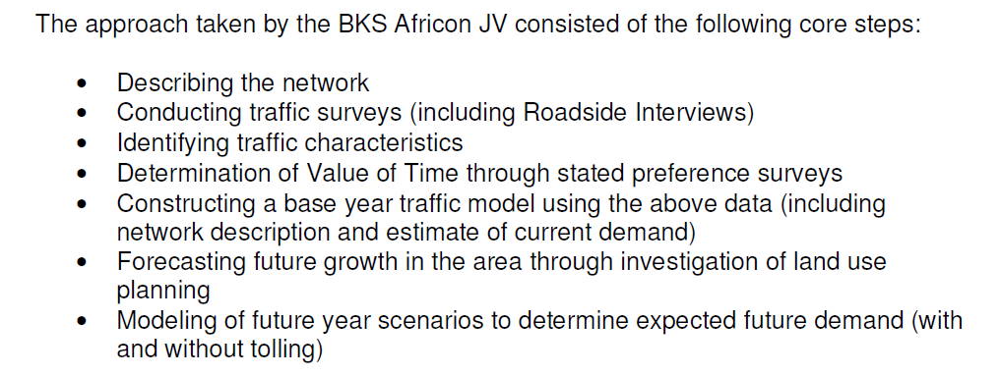 The approach taken by the BKS Africon JV consisted of the following core steps:
• Describing the network
• Conducting traffic surveys (including Roadside Interviews)
• Identifying traffic characteristics
• Determination of Value of Time through stated preference surveys
• Constructing a base year traffic model using the above data (including
network description and estimate of current demand)
• Forecasting future growth in the area through investigation of land use
planning
• Modeling of future year scenarios to determine expected future demand (with
and without tolling)